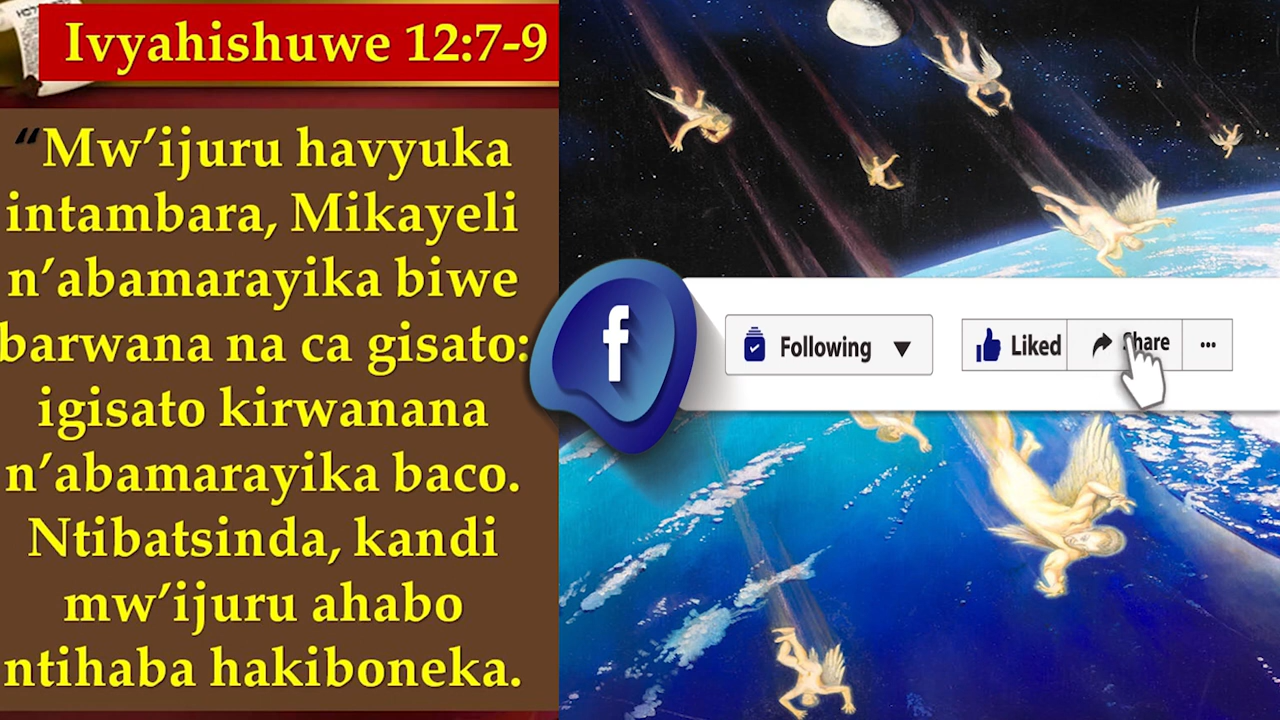 Ivyahishuwe 12:7-9
“Mw’ijuru havyuka
intambara, Mikayeli
n’abamarayika biwe
barwana na ca gisato:
igisato kirwanana
n’abamarayika baco.
Ntibatsinda, kandi
mw’ijuru ahabo
ntihaba hakiboneka.
f
Following
Liked
Share